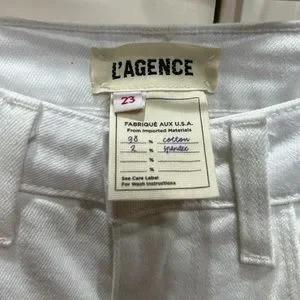 L'AGENCE
23
FABRIQUÉ AUX U.S.A.
From Imported Materials
98 % cotton
2 % spandex
%
%
See Care Label
For Wash Instructions